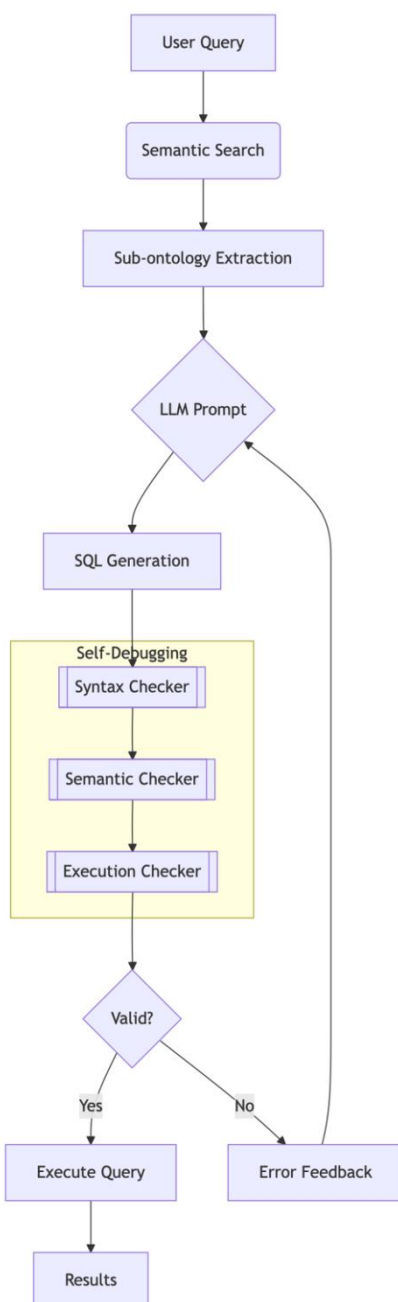 User Query
Semantic Search
Sub-ontology Extraction
LLM Prompt
SQL Generation
Self-Debugging
Syntax Checker
Semantic Checker
Execution Checker
Valid?
Yes
No
Execute Query
Error Feedback
Results